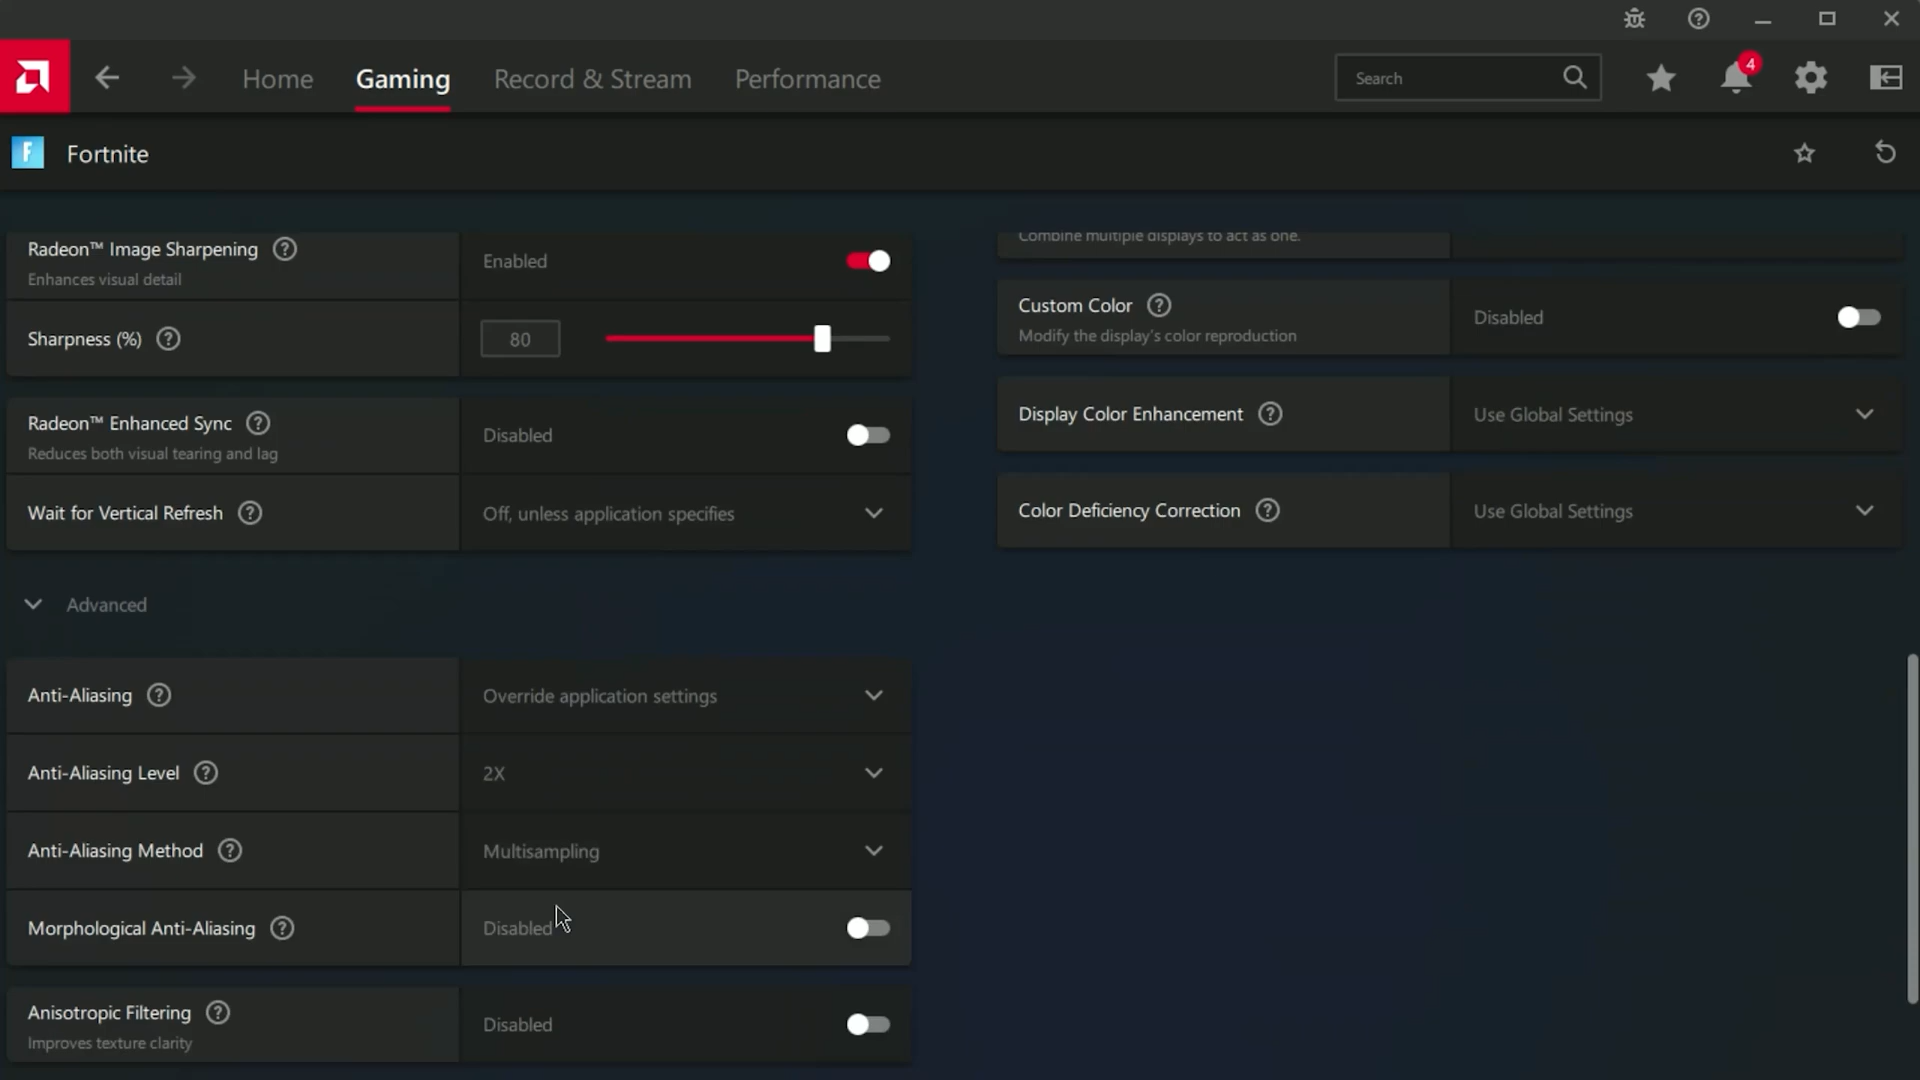 Home
Gaming
Record & Stream
Performance
Search
4
F
Fortnite
Radeon™ Image Sharpening ?
Enhances visual detail
Enabled
Sharpness (%) ?
80
Radeon™ Enhanced Sync ?
Reduces both visual tearing and lag
Disabled
Wait for Vertical Refresh ?
Off, unless application specifies
Advanced
Anti-Aliasing ?
Override application settings
Anti-Aliasing Level ?
2X
Anti-Aliasing Method ?
Multisampling
Morphological Anti-Aliasing ?
Disabled
Anisotropic Filtering ?
Improves texture clarity
Disabled
Combine multiple displays to act as one.
Custom Color ?
Modify the display's color reproduction
Disabled
Display Color Enhancement ?
Use Global Settings
Color Deficiency Correction ?
Use Global Settings